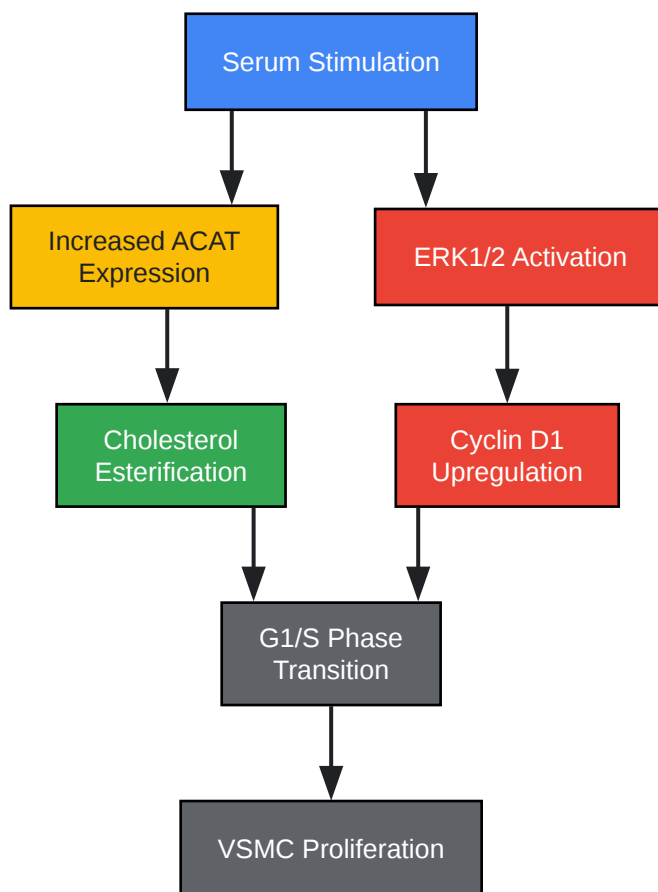 Serum Stimulation
Increased ACAT
Expression
ERK1/2 Activation
Cholesterol
Esterification
Cyclin D1
Upregulation
G1/S Phase
Transition
VSMC Proliferation